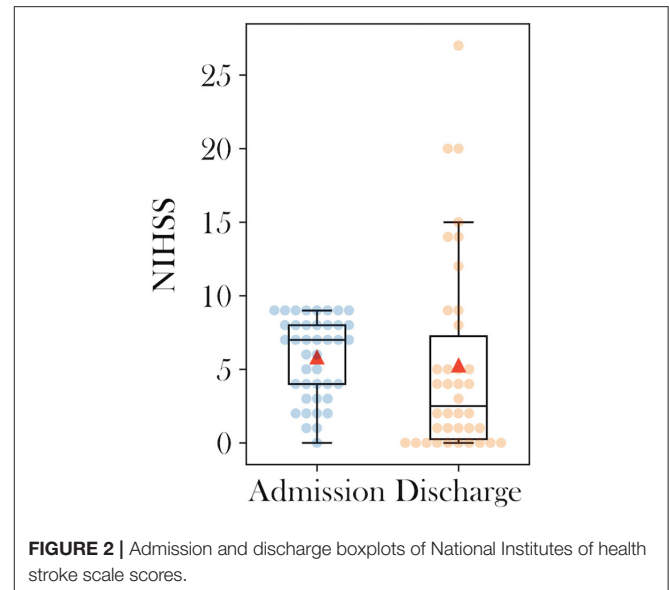 NIHSS
25
20
15
10
5
0
Admission Discharge
FIGURE 2 | Admission and discharge boxplots of National Institutes of health
stroke scale scores.